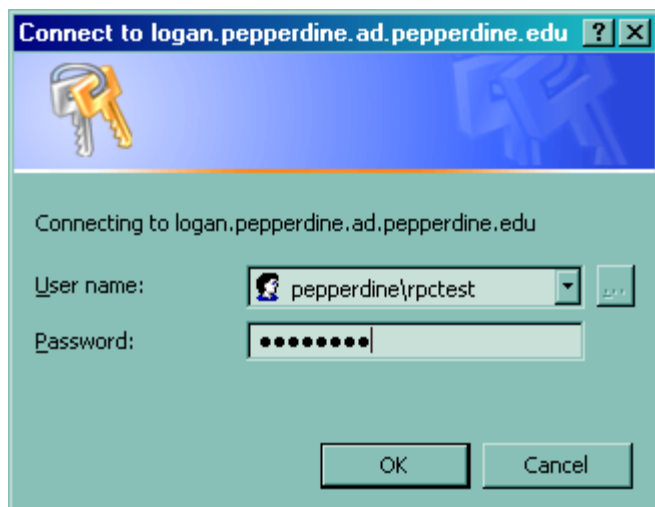 Connect to logan.pepperdine.ad.pepperdine.edu ? X
Connecting to logan.pepperdine.ad.pepperdine.edu
User name: pepperdine\rpctest ...
Password: ●●●●●●●●
OK Cancel